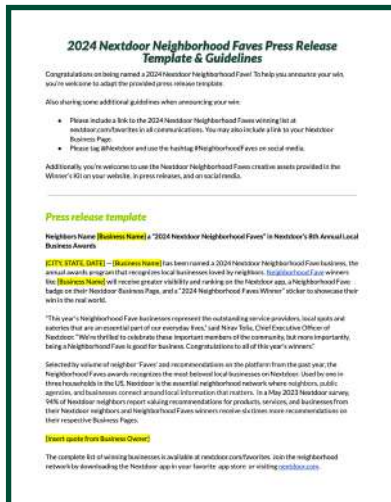 2024 Nextdoor Neighborhood Faves Press Release
Template & Guidelines
Congratulations on being named a 2024 Nextdoor Neighborhood Fave! To help you announce your win,
you're welcome to adapt the provided press release template.
Also sharing some additional guidelines when announcing your win:
● Please include a link to the 2024 Nextdoor Neighborhood Faves winning list at
nextdoor.com/favorites in all communications. You may also include a link to your Nextdoor
Business Page.
● Please tag @Nextdoor and use the hashtag #NeighborhoodFaves on social media.
Additionally, you're welcome to use the Nextdoor Neighborhood Faves creative assets provided in the
Winner's Kit on your website, in press releases, and on social media.
Press release template
Neighbors Name [Business Name] a "2024 Neighborhood Faves" in Nextdoor's 8th Annual Local
Business Awards
[CITY, STATE, DATE] — [Business Name] has been named a 2024 Neighborhood Fave business, the
annual awards program that recognizes local businesses loved by neighbors. Neighborhood Fave winners
like [Business Name] will receive greater visibility and ranking on the Nextdoor app, a Neighborhood Fave
badge on their Nextdoor Business Page, and a "2024 Neighborhood Faves Winner" sticker to showcase their
win in the real world.
"This year's Neighborhood Fave businesses represent the outstanding service providers, local spots and
eateries that are an essential part of our everyday lives," said Nirav Tolia, Chief Executive Officer of
Nextdoor. "We're thrilled to celebrate these important members of the community, but more importantly,
being a Neighborhood Fave is good for business. Congratulations to all of this year's winners."
Selected by volume of neighbor 'Faves' and recommendations on the platform from the past year, the
Neighborhood Faves awards recognizes the most beloved local businesses on Nextdoor. Used by one in
three households in the US, Nextdoor is the essential neighborhood network where neighbors, public
agencies, and businesses connect around local information that matters. In a May 2023 Nextdoor survey,
94% of Nextdoor neighbors report valuing recommendations for products, services, and businesses from
their Nextdoor neighbors and Neighborhood Faves winners receive six times more recommendations on
their respective Business Pages.
[Insert quote from Business Owner]
The complete list of winning businesses is available at nextdoor.com/favorites. Join the neighborhood
network by downloading the Nextdoor app in your favorite app store or visiting nextdoor.com.